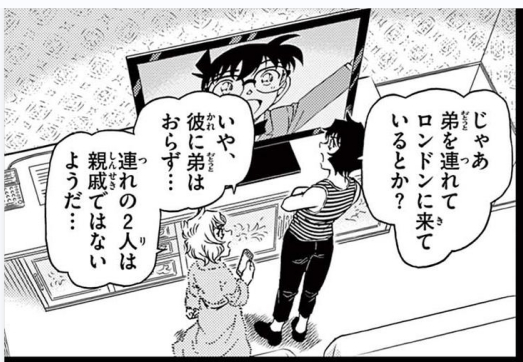 じゃあ
弟を連れて
ロンドンに来て
いるとか？
いや、
彼に弟は
おらず…
連れの2人は
親戚ではない
ようだ…